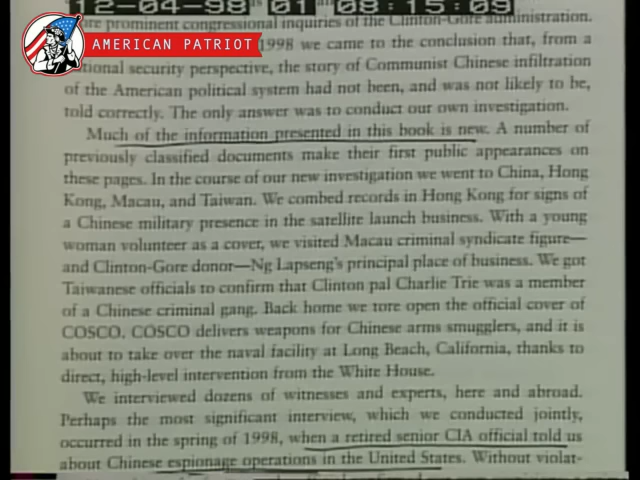 12-04-98 01 08:15:09
more prominent congressional inquiries of the Clinton-Gore administration.
AMERICAN PATRIOT
1998 we came to the conclusion that, from a
national security perspective, the story of Communist Chinese infiltration
of the American political system had not been, and was not likely to be,
told correctly. The only answer was to conduct our own investigation.
Much of the information presented in this book is new. A number of
previously classified documents make their first public appearances on
these pages. In the course of our new investigation we went to China, Hong
Kong, Macau, and Taiwan. We combed records in Hong Kong for signs of
a Chinese military presence in the satellite launch business. With a young
woman volunteer as a cover, we visited Macau criminal syndicate figure—
and Clinton-Gore donor—Ng Lapseng's principal place of business. We got
Taiwanese officials to confirm that Clinton pal Charlie Trie was a member
of a Chinese criminal gang. Back home we tore open the official cover of
COSCO. COSCO delivers weapons for Chinese arms smugglers, and it is
about to take over the naval facility at Long Beach, California, thanks to
direct, high-level intervention from the White House.
We interviewed dozens of witnesses and experts, here and abroad.
Perhaps the most significant interview, which we conducted jointly,
occurred in the spring of 1998, when a retired senior CIA official told us
about Chinese espionage operations in the United States. Without violat-